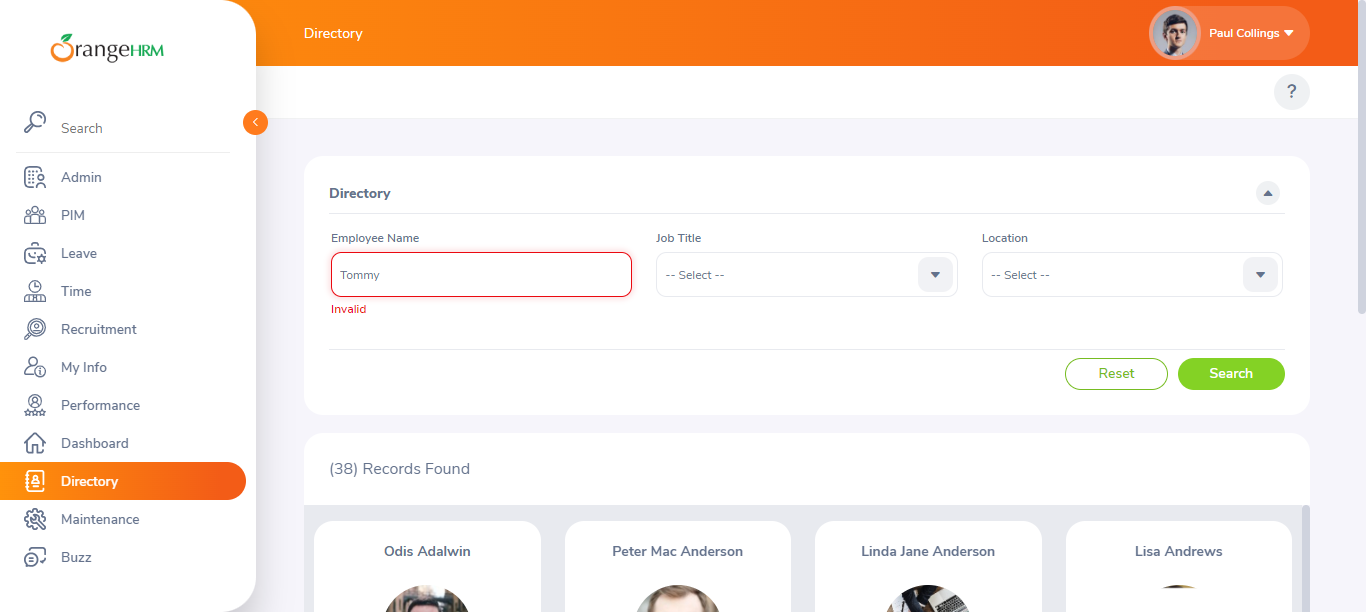 OrangeHRM
Directory
Paul Collings
?
Search
Admin
PIM
Leave
Time
Recruitment
My Info
Performance
Dashboard
Directory
Maintenance
Buzz
Directory
Employee Name
Job Title
Location
Tommy
-- Select --
-- Select --
Invalid
Reset
Search
(38) Records Found
Odis Adalwin
Peter Mac Anderson
Linda Jane Anderson
Lisa Andrews